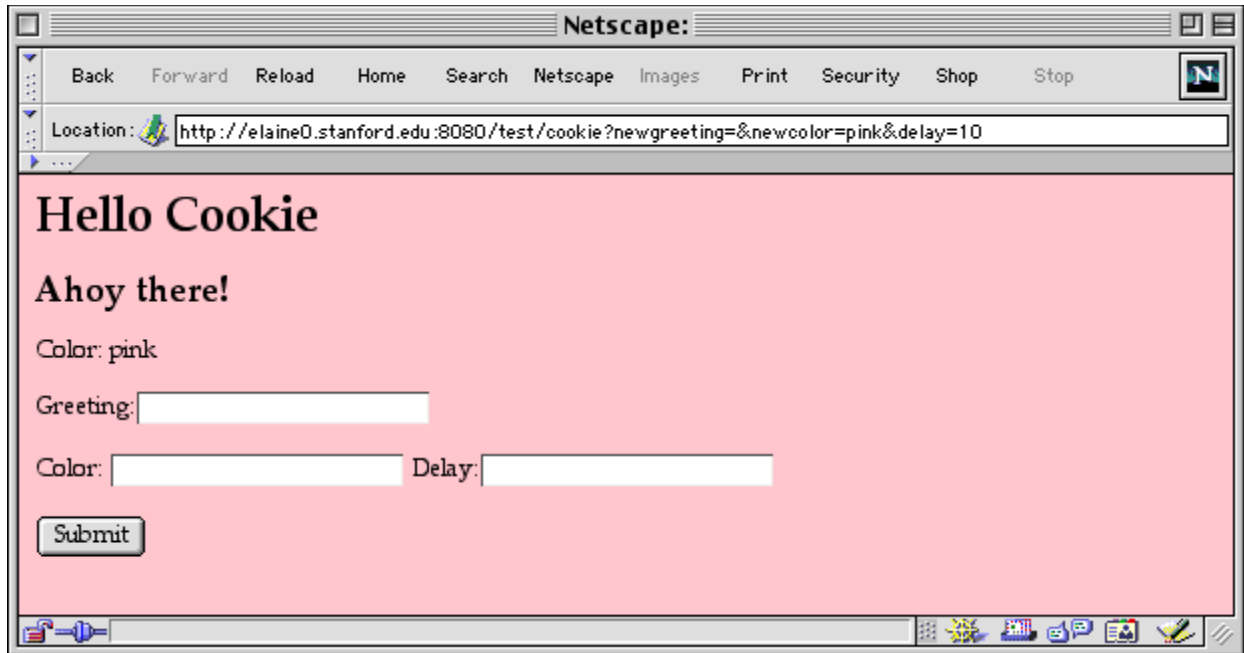 Netscape:
Back Forward Reload Home Search Netscape Images Print Security Shop Stop
N
Location: http://elaine0.stanford.edu:8080/test/cookie?newgreeting=&newcolor=pink&delay=10
...
Hello Cookie
Ahoy there!
Color: pink
Greeting:
Color: Delay:
Submit